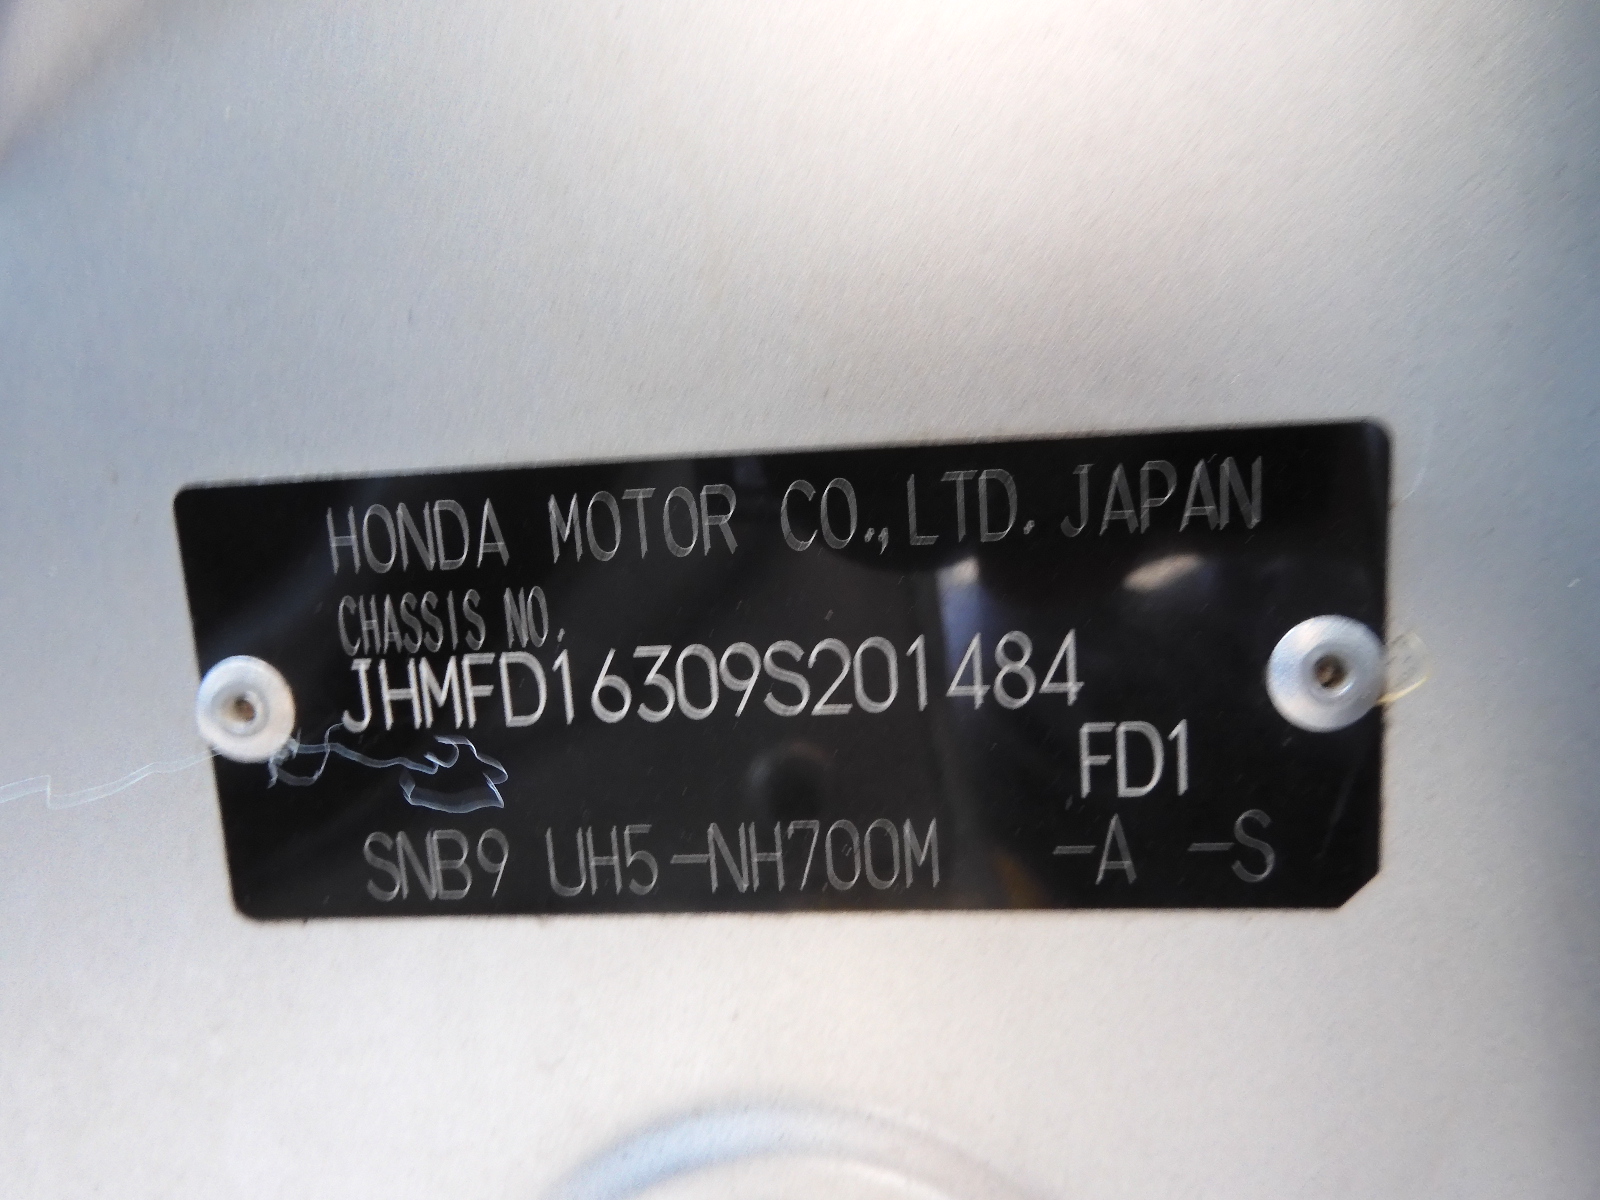 HONDA MOTOR CO.,LTD. JAPAN
CHASSIS NO.
JHMFD16309S201484
FD1
SNB9 UH5-NH700M -A -S